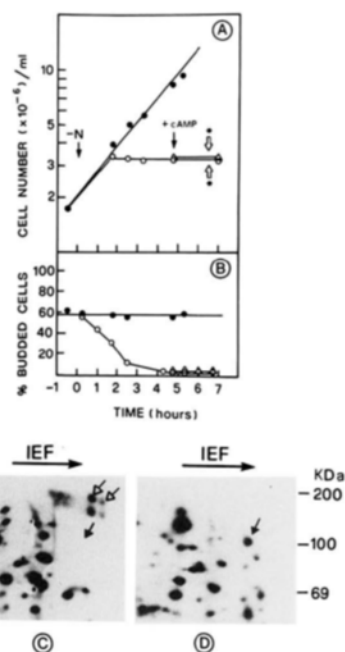 A
CELL NUMBER (×10⁻⁶)/ml
10
5
3
2
–N
+ cAMP
*
*
B
% BUDDED CELLS
100
80
60
40
20
-1 0 1 2 3 4 5 6 7
TIME (hours)
IEF IEF
KDa
–200
–100
–69
C D